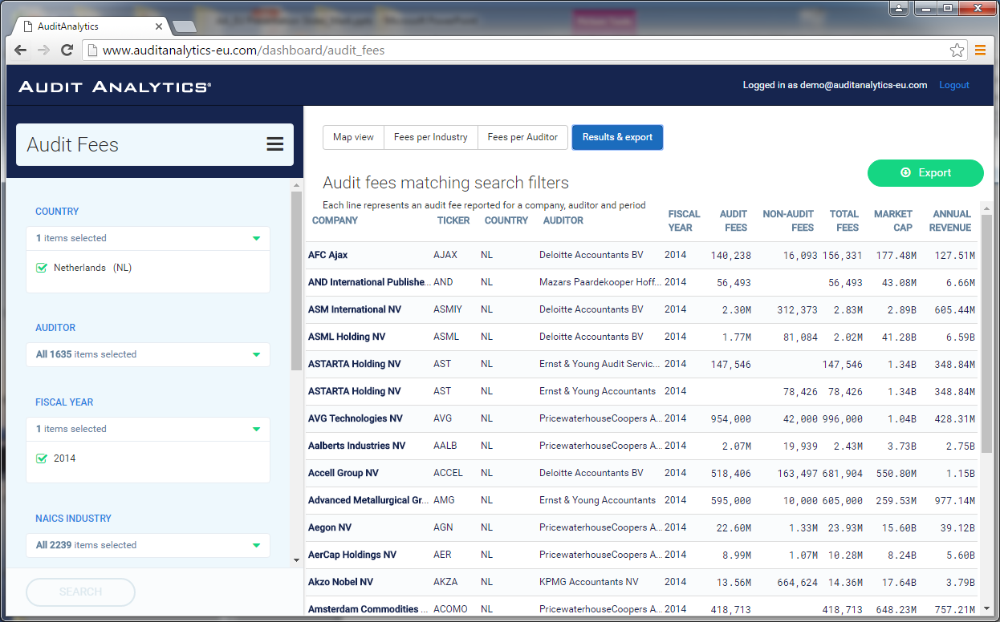 AuditAnalytics
www.auditanalytics-eu.com/dashboard/audit_fees
AUDIT ANALYTICS®
Logged in as demo@auditanalytics-eu.com Logout
Audit Fees
COUNTRY
1 items selected
Netherlands (NL)
AUDITOR
All 1635 items selected
FISCAL YEAR
1 items selected
2014
NAICS INDUSTRY
All 2239 items selected
SEARCH
Map view Fees per Industry Fees per Auditor Results & export
Export
Audit fees matching search filters
Each line represents an audit fee reported for a company, auditor and period
COMPANY TICKER COUNTRY AUDITOR FISCAL YEAR AUDIT FEES NON-AUDIT FEES TOTAL FEES MARKET CAP ANNUAL REVENUE
AFC Ajax AJAX NL Deloitte Accountants BV 2014 140,238 16,093 156,331 177.48M 127.51M
AND International Publishe... AND NL Mazars Paardekooper Hoff... 2014 56,493 56,493 43.08M 6.66M
ASM International NV ASMIY NL Deloitte Accountants BV 2014 2.30M 312,373 2.83M 2.89B 605.44M
ASML Holding NV ASML NL Deloitte Accountants BV 2014 1.77M 81,084 2.02M 41.28B 6.59B
ASTARTA Holding NV AST NL Ernst & Young Audit Servic... 2014 147,546 147,546 1.34B 348.84M
ASTARTA Holding NV AST NL Ernst & Young Accountants 2014 78,426 78,426 1.34B 348.84M
AVG Technologies NV AVG NL PricewaterhouseCoopers A... 2014 954,000 42,000 996,000 1.04B 428.31M
Aalberts Industries NV AALB NL PricewaterhouseCoopers A... 2014 2.07M 19,939 2.43M 3.73B 2.75B
Accell Group NV ACCEL NL Deloitte Accountants BV 2014 518,406 163,497 681,904 550.80M 1.15B
Advanced Metallurgical Gr... AMG NL Ernst & Young Accountants 2014 595,000 10,000 605,000 259.53M 977.14M
Aegon NV AGN NL PricewaterhouseCoopers A... 2014 22.60M 1.33M 23.93M 15.60B 39.12B
AerCap Holdings NV AER NL PricewaterhouseCoopers A... 2014 8.99M 1.07M 10.28M 8.24B 5.60B
Akzo Nobel NV AKZA NL KPMG Accountants NV 2014 13.56M 664,624 14.36M 17.64B 3.79B
Amsterdam Commodities ... ACOMO NL PricewaterhouseCoopers A... 2014 418,713 418,713 648.23M 757.21M